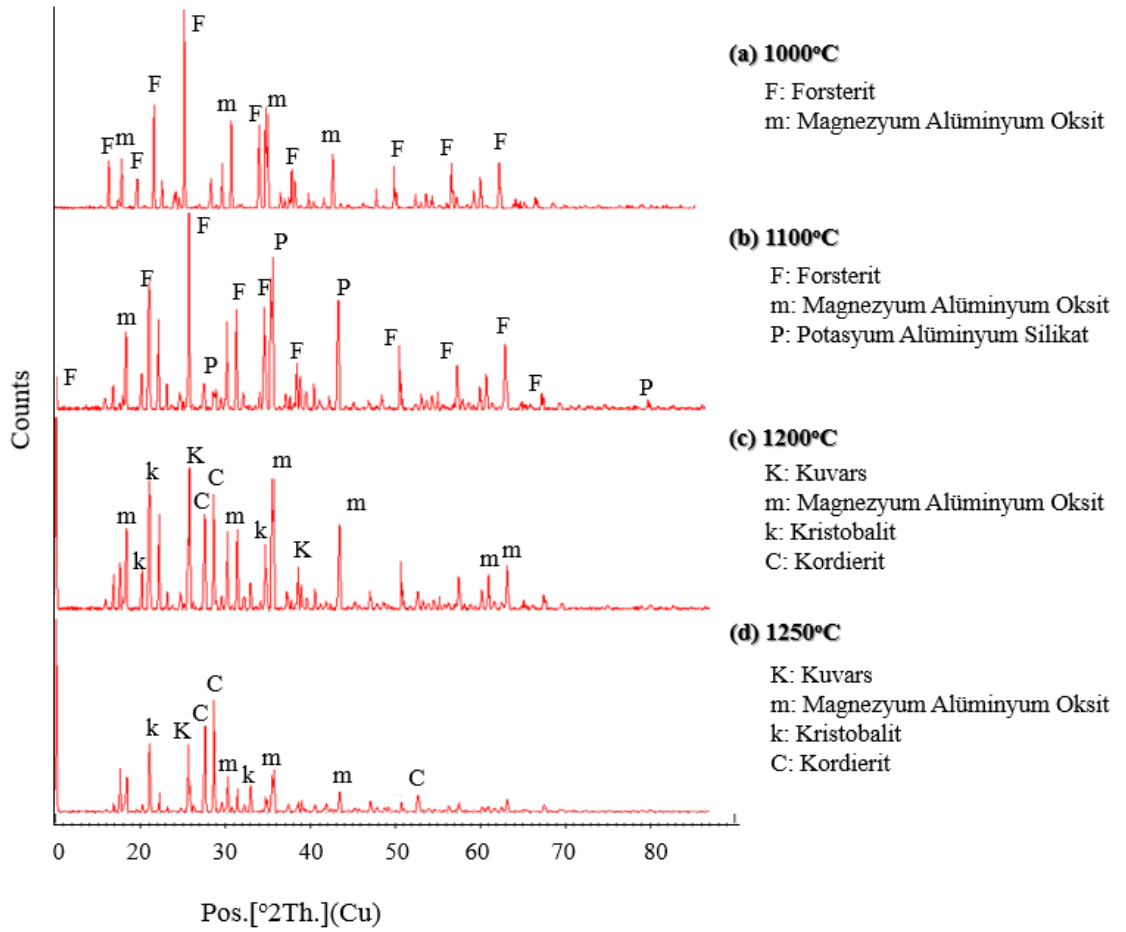 Counts
F F m F F m F m F m F F F
(a) 1000°C
F: Forsterit
m: Magnezyum Alüminyum Oksit
F m F F P F F P F P F F F F P
(b) 1100°C
F: Forsterit
m: Magnezyum Alüminyum Oksit
P: Potasyum Alüminyum Silikat
m k k K C C m k m K m m m
(c) 1200°C
K: Kuvars
m: Magnezyum Alüminyum Oksit
k: Kristobalit
C: Kordierit
k K C C m k m m C
(d) 1250°C
K: Kuvars
m: Magnezyum Alüminyum Oksit
k: Kristobalit
C: Kordierit
0 20 30 40 50 60 70 80
Pos.[°2Th.](Cu)